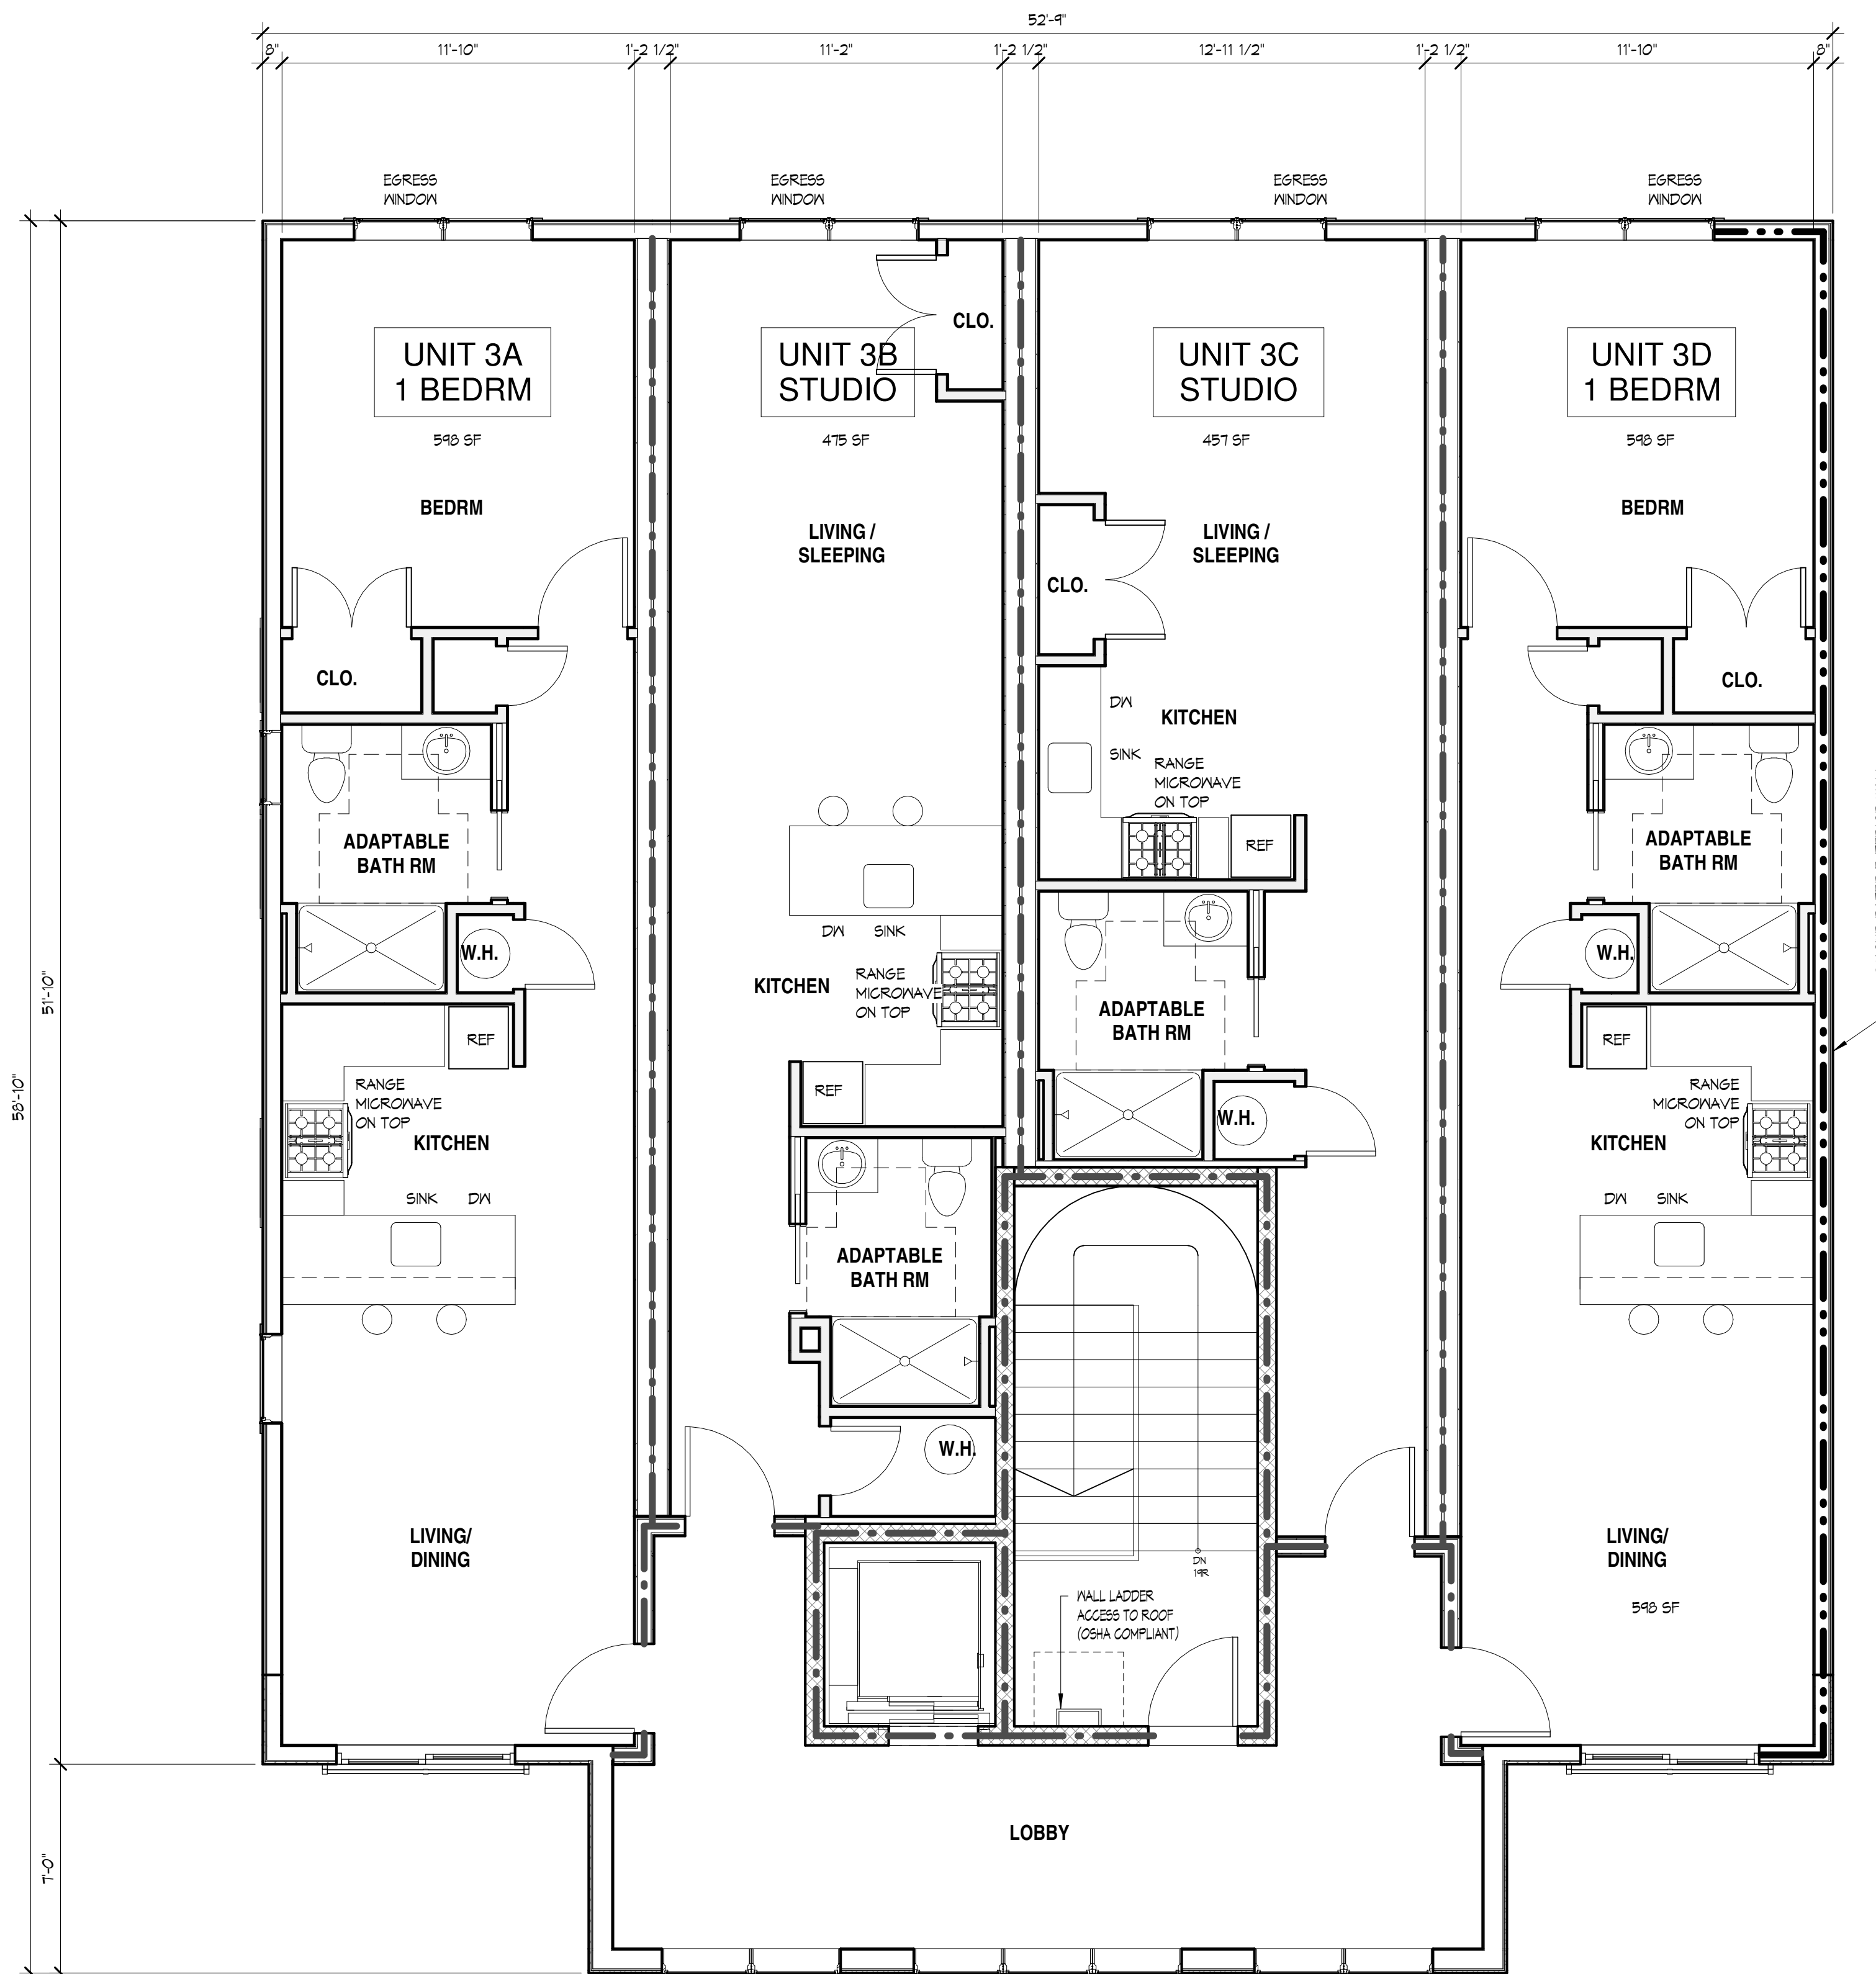 52'-9"
8"
11'-10"
1'-2 1/2"
11'-2"
1'-2 1/2"
12'-11 1/2"
1'-2 1/2"
11'-10"
8"
EGRESS
WINDOW
EGRESS
WINDOW
EGRESS
WINDOW
EGRESS
WINDOW
UNIT 3A
1 BEDRM
598 SF
BEDRM
CLO.
ADAPTABLE
BATH RM
W.H.
REF
RANGE
MICROWAVE
ON TOP
KITCHEN
SINK DW
LIVING/
DINING
UNIT 3B
STUDIO
475 SF
CLO.
LIVING /
SLEEPING
DW SINK
KITCHEN
RANGE
MICROWAVE
ON TOP
REF
ADAPTABLE
BATH RM
W.H.
UNIT 3C
STUDIO
457 SF
LIVING /
SLEEPING
CLO.
DW
KITCHEN
SINK
RANGE
MICROWAVE
ON TOP
REF
ADAPTABLE
BATH RM
W.H.
DN
19R
WALL LADDER
ACCESS TO ROOF
(OSHA COMPLIANT)
UNIT 3D
1 BEDRM
598 SF
BEDRM
CLO.
ADAPTABLE
BATH RM
W.H.
REF
RANGE
MICROWAVE
ON TOP
KITCHEN
DW SINK
LIVING/
DINING
598 SF
LOBBY
51'-10"
58'-10"
7'-0"